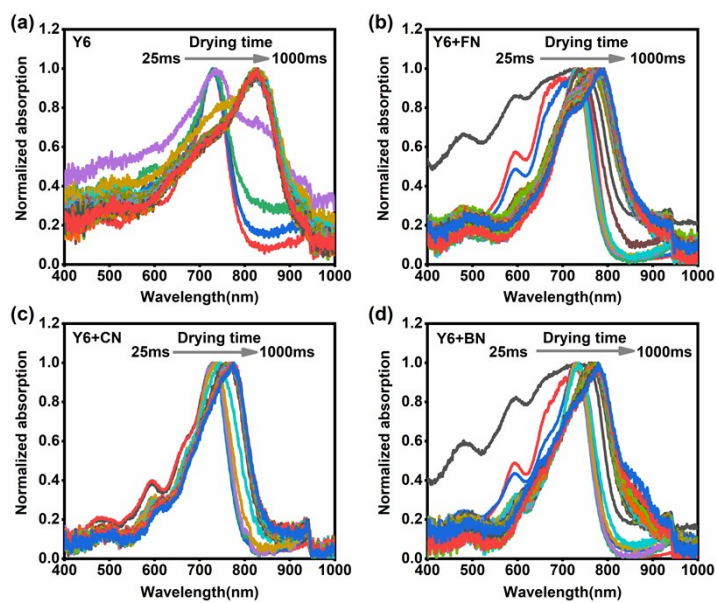 (a)
Y6
Drying time
25ms
1000ms
Normalized absorption
1.0
0.8
0.6
0.4
0.2
0.0
400 500 600 700 800 900 1000
Wavelength(nm)
(b)
Y6+FN
Drying time
25ms
1000ms
Normalized absorption
1.0
0.8
0.6
0.4
0.2
0.0
400 500 600 700 800 900 1000
Wavelength(nm)
(c)
Y6+CN
Drying time
25ms
1000ms
Normalized absorption
1.2
1.0
0.8
0.6
0.4
0.2
0.0
400 500 600 700 800 900 1000
Wavelength(nm)
(d)
Y6+BN
Drying time
25ms
1000ms
Normalized absorption
1.2
1.0
0.8
0.6
0.4
0.2
0.0
400 500 600 700 800 900 1000
Wavelength(nm)